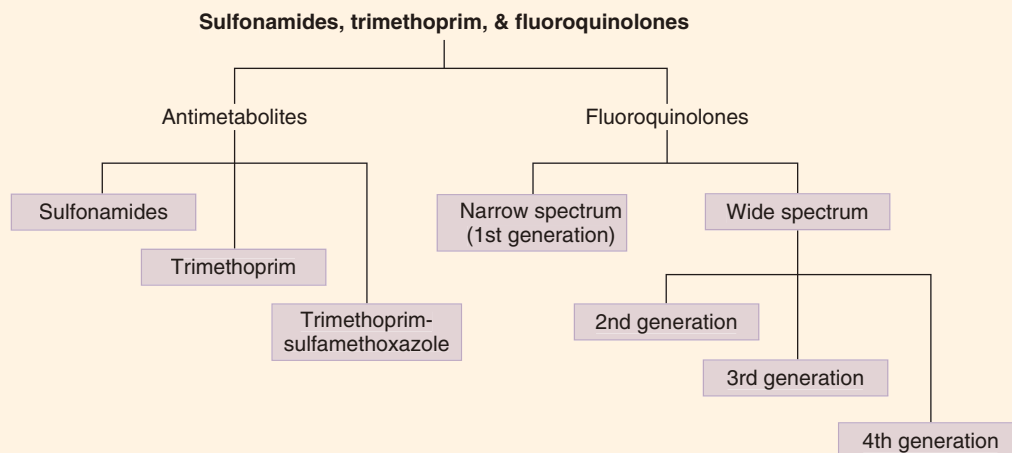 Sulfonamides, trimethoprim, & fluoroquinolones
Antimetabolites
Fluoroquinolones
Sulfonamides
Trimethoprim
Trimethoprim-
sulfamethoxazole
Narrow spectrum
(1st generation)
Wide spectrum
2nd generation
3rd generation
4th generation